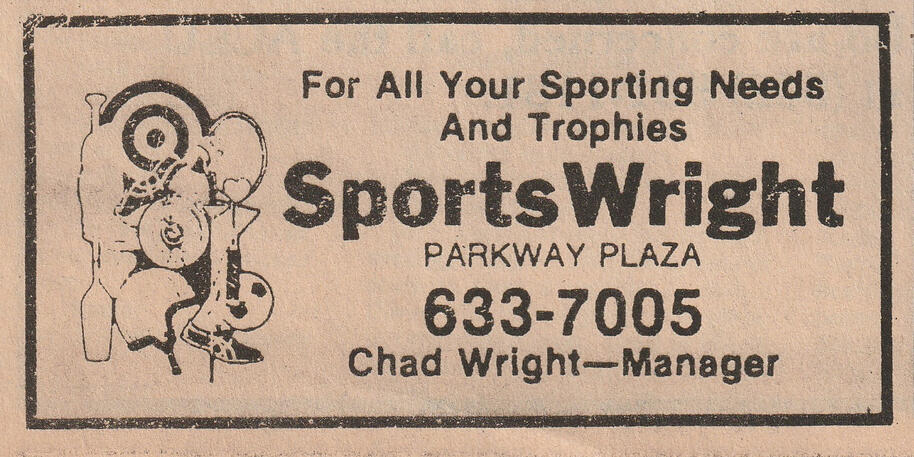 For All Your Sporting Needs
And Trophies
SportsWright
PARKWAY PLAZA
633-7005
Chad Wright—Manager